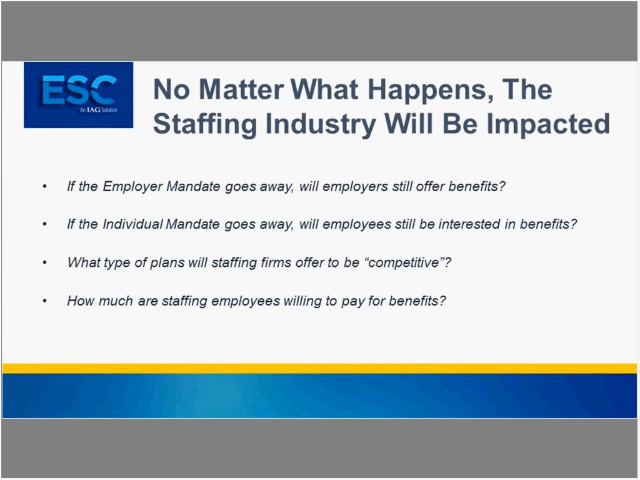 ESC
An IAG Solution
No Matter What Happens, The
Staffing Industry Will Be Impacted
• If the Employer Mandate goes away, will employers still offer benefits?
• If the Individual Mandate goes away, will employees still be interested in benefits?
• What type of plans will staffing firms offer to be “competitive”?
• How much are staffing employees willing to pay for benefits?